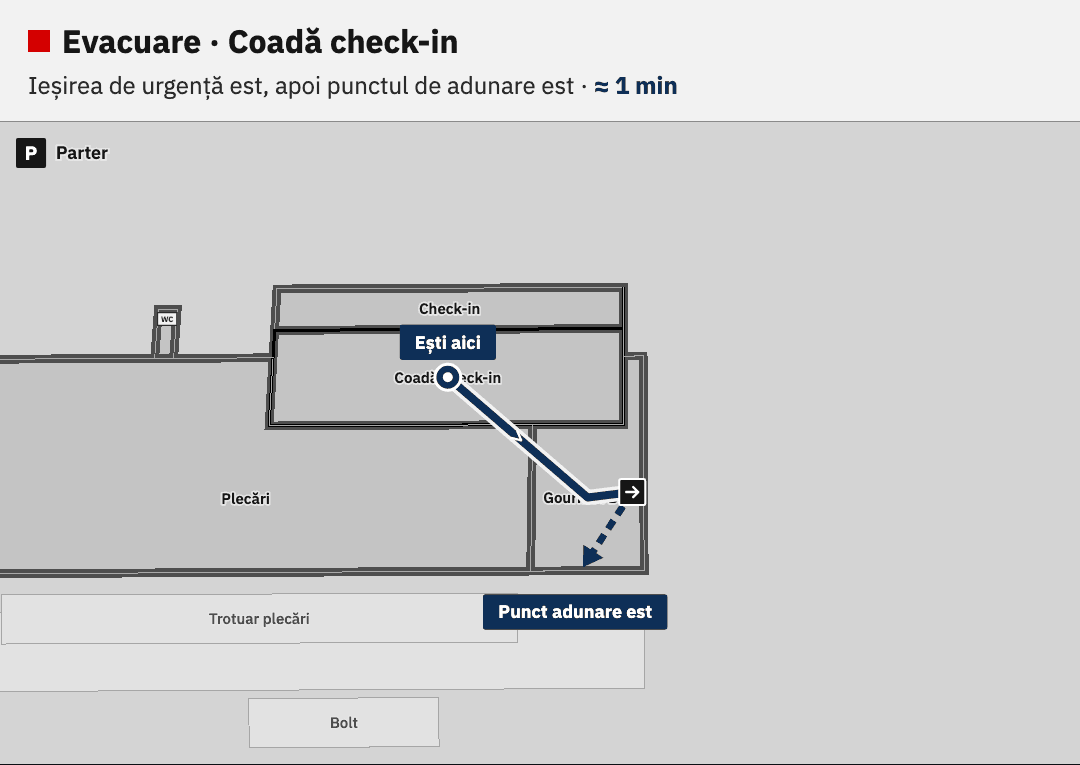 Evacuare · Coadă check-in
Ieșirea de urgență est, apoi punctul de adunare est · ≈ 1 min
P Parter
WC
Check-in
Ești aici
Plecări
Punct adunare est
Trotuar plecări
Bolt